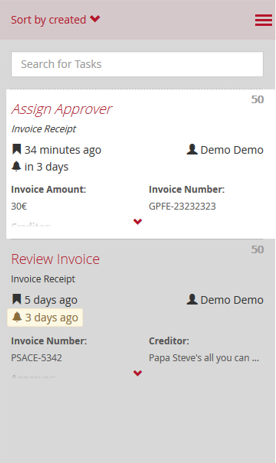 Sort by created
Search for Tasks
50
Assign Approver
Invoice Receipt
34 minutes ago Demo Demo
in 3 days
Invoice Amount: Invoice Number:
30€ GPFE-23232323
50
Review Invoice
Invoice Receipt
5 days ago Demo Demo
3 days ago
Invoice Number: Creditor:
PSACE-5342 Papa Steve's all you can ...